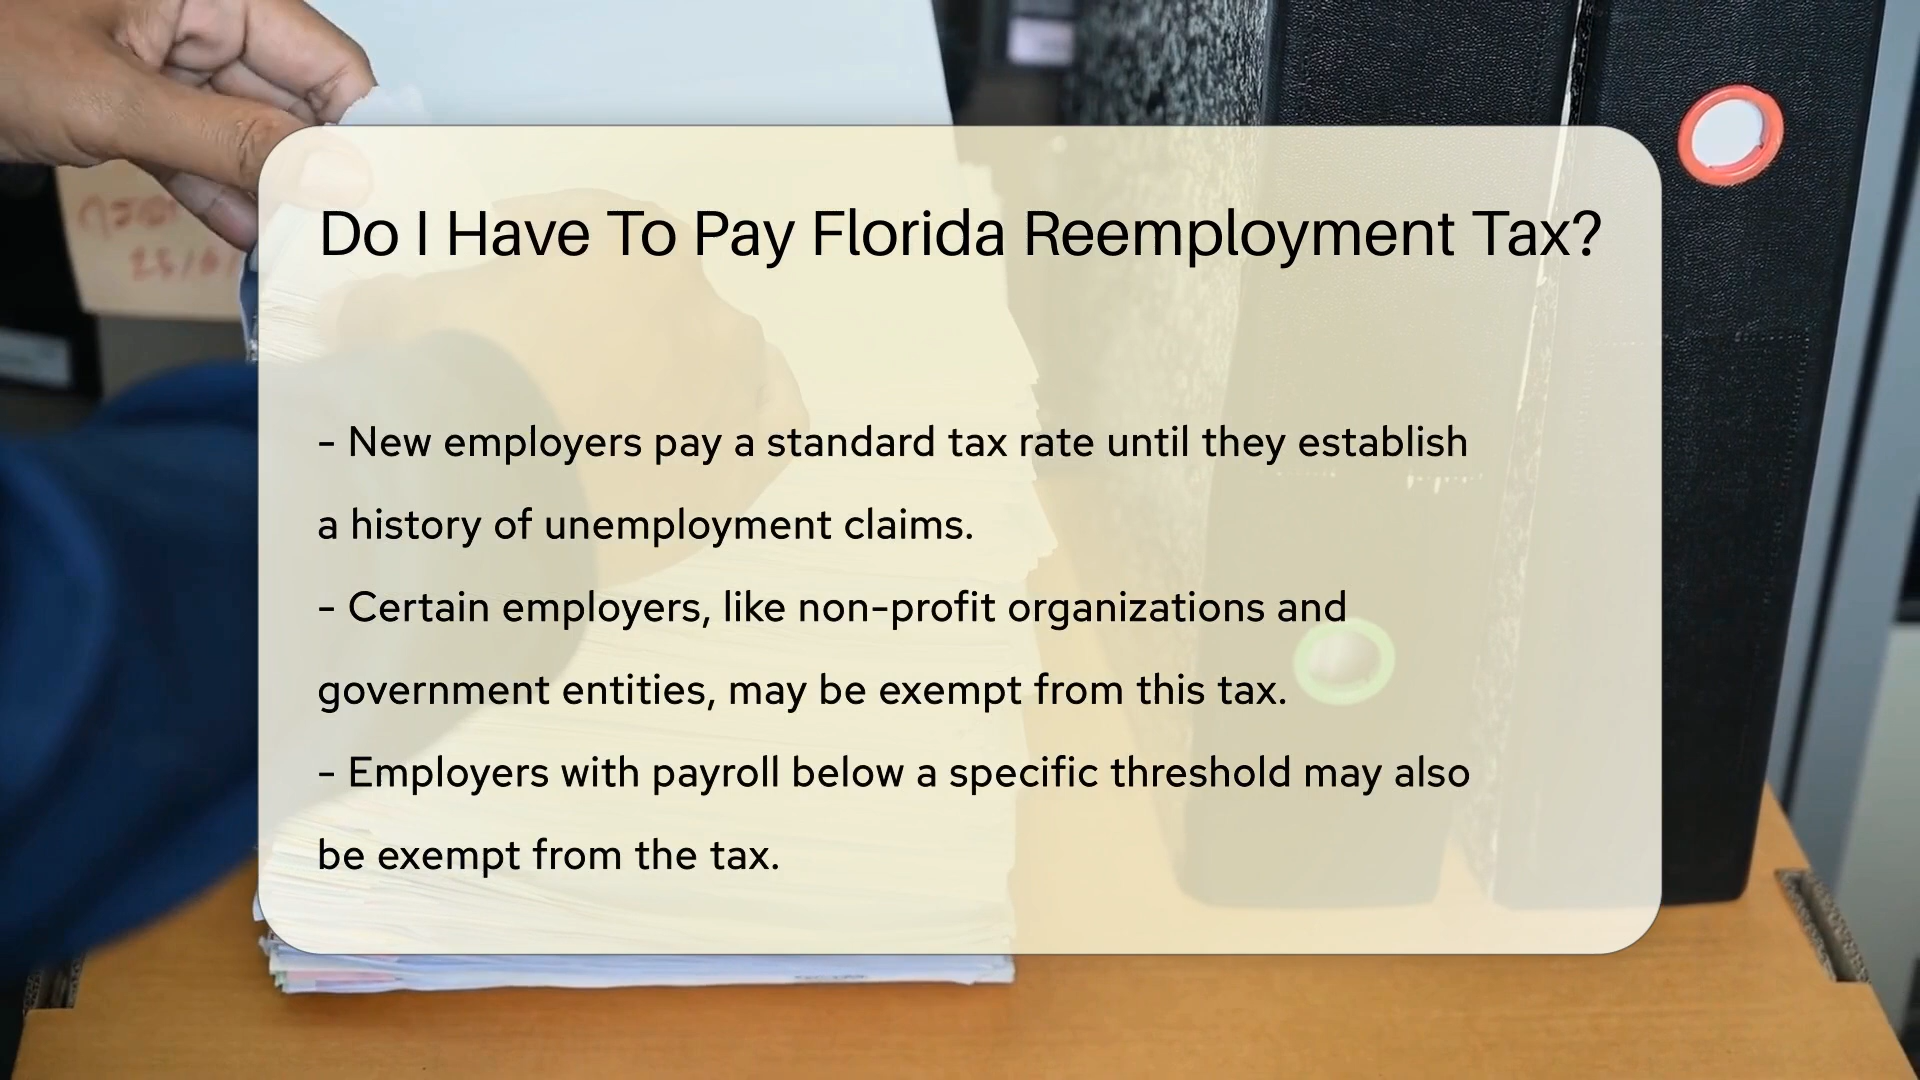 Do I Have To Pay Florida Reemployment Tax?
- New employers pay a standard tax rate until they establish
a history of unemployment claims.
- Certain employers, like non-profit organizations and
government entities, may be exempt from this tax.
- Employers with payroll below a specific threshold may also
be exempt from the tax.